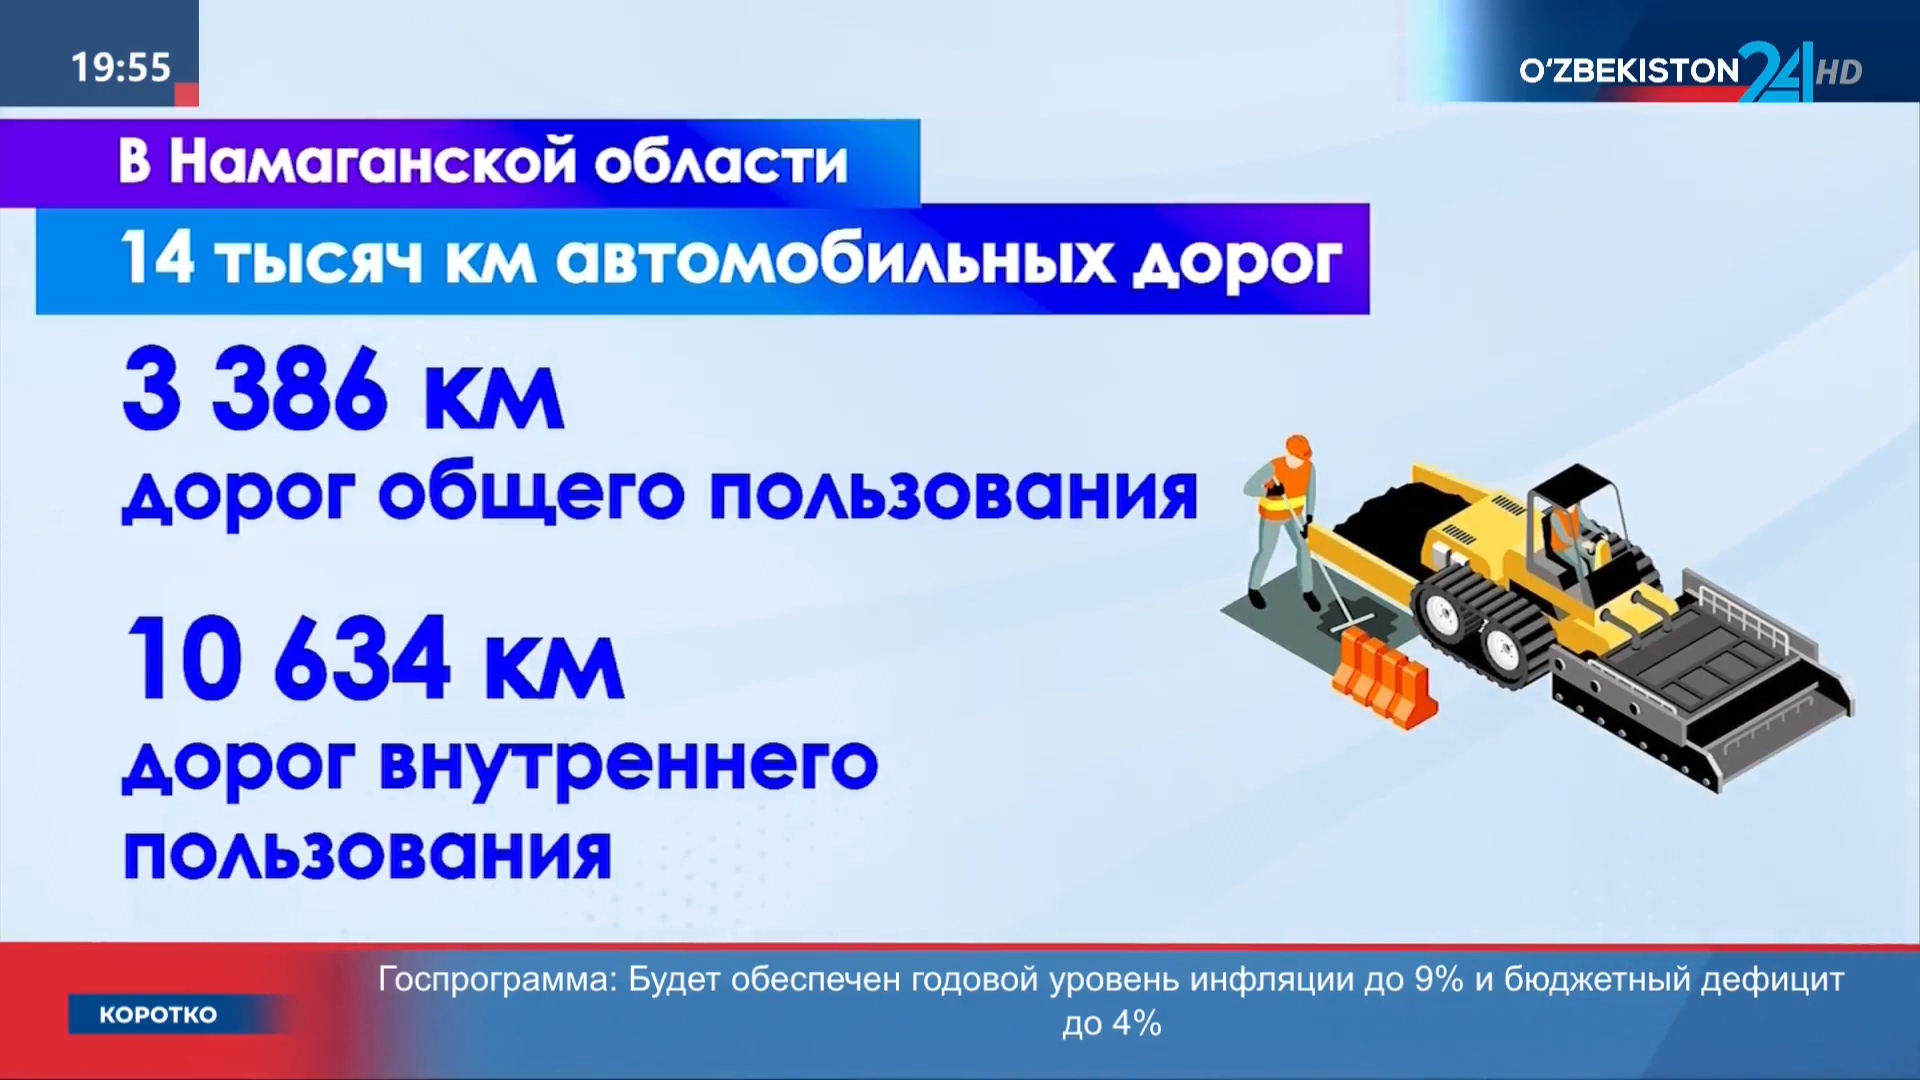 19:55
O‘ZBEKISTON 24 HD
В Намаганской области
14 тысяч км автомобильных дорог
3 386 км
дорог общего пользования
10 634 км
дорог внутреннего
пользования
КОРОТКО
Госпрограмма: Будет обеспечен годовой уровень инфляции до 9% и бюджетный дефицит
до 4%